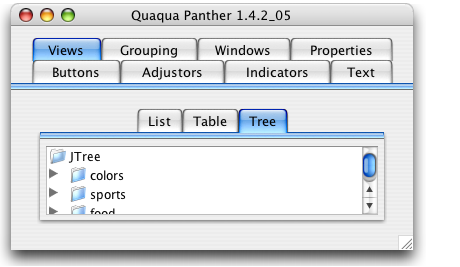 Quaqua Panther 1.4.2_05
Views Grouping Windows Properties
Buttons Adjustors Indicators Text
List Table Tree
JTree
colors
sports
food